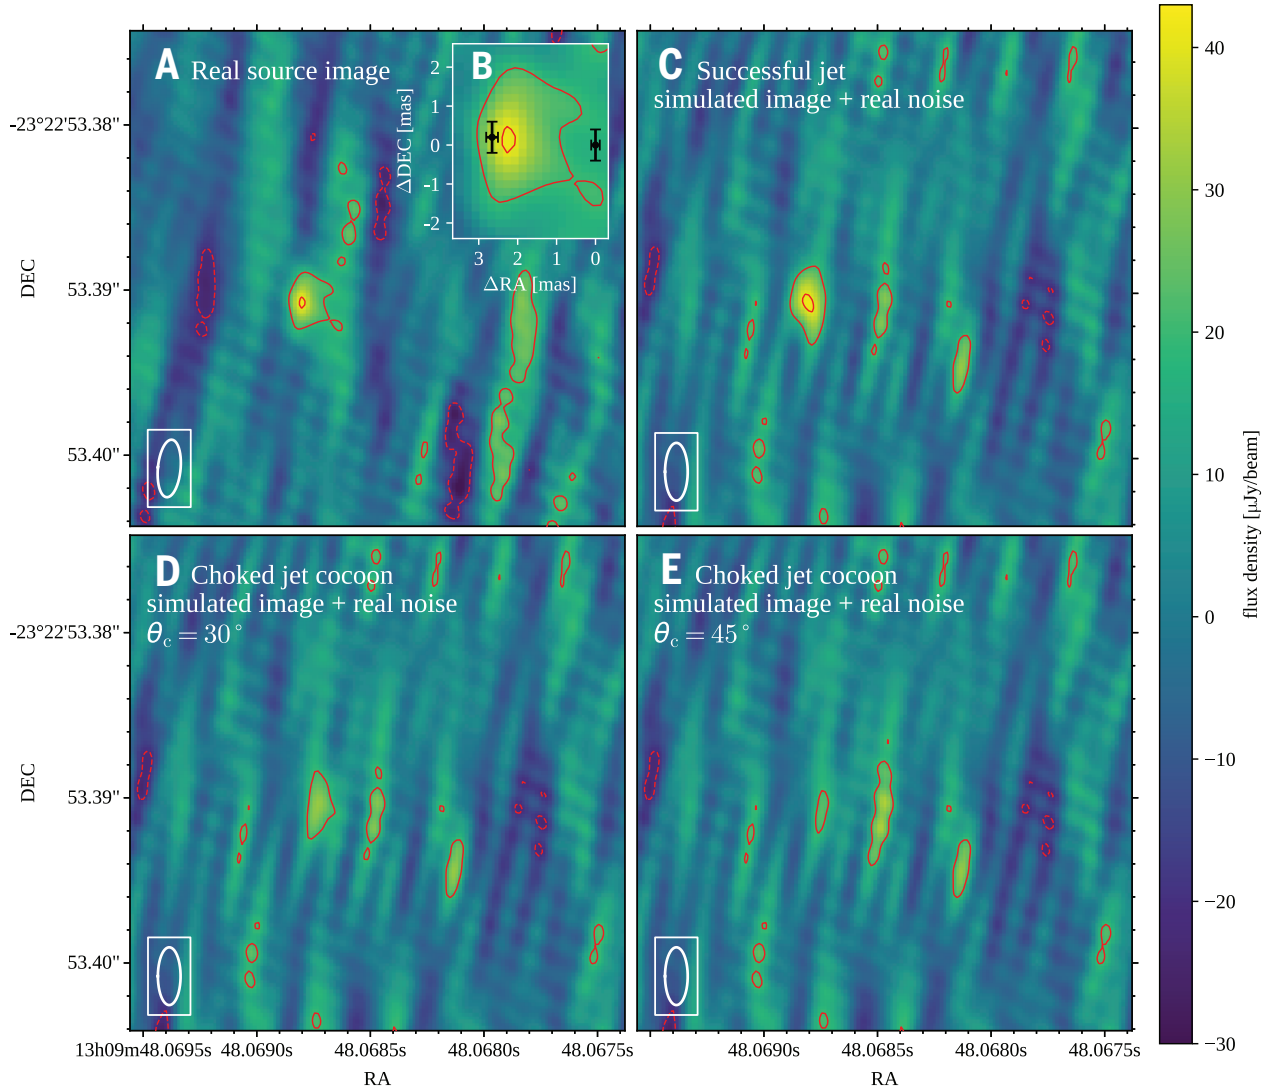 A Real source image
B
2
1
0
-1
-2
ΔDEC [mas]
3 2 1 0
ΔRA [mas]
C Successful jet
simulated image + real noise
-23°22'53.38"
53.39"
53.40"
DEC
D Choked jet cocoon
simulated image + real noise
θc = 30°
E Choked jet cocoon
simulated image + real noise
θc = 45°
-23°22'53.38"
53.39"
53.40"
DEC
13h09m48.0695s 48.0690s 48.0685s 48.0680s 48.0675s
RA
48.0690s 48.0685s 48.0680s 48.0675s
RA
40
30
20
10
0
−10
−20
−30
flux density [μJy/beam]